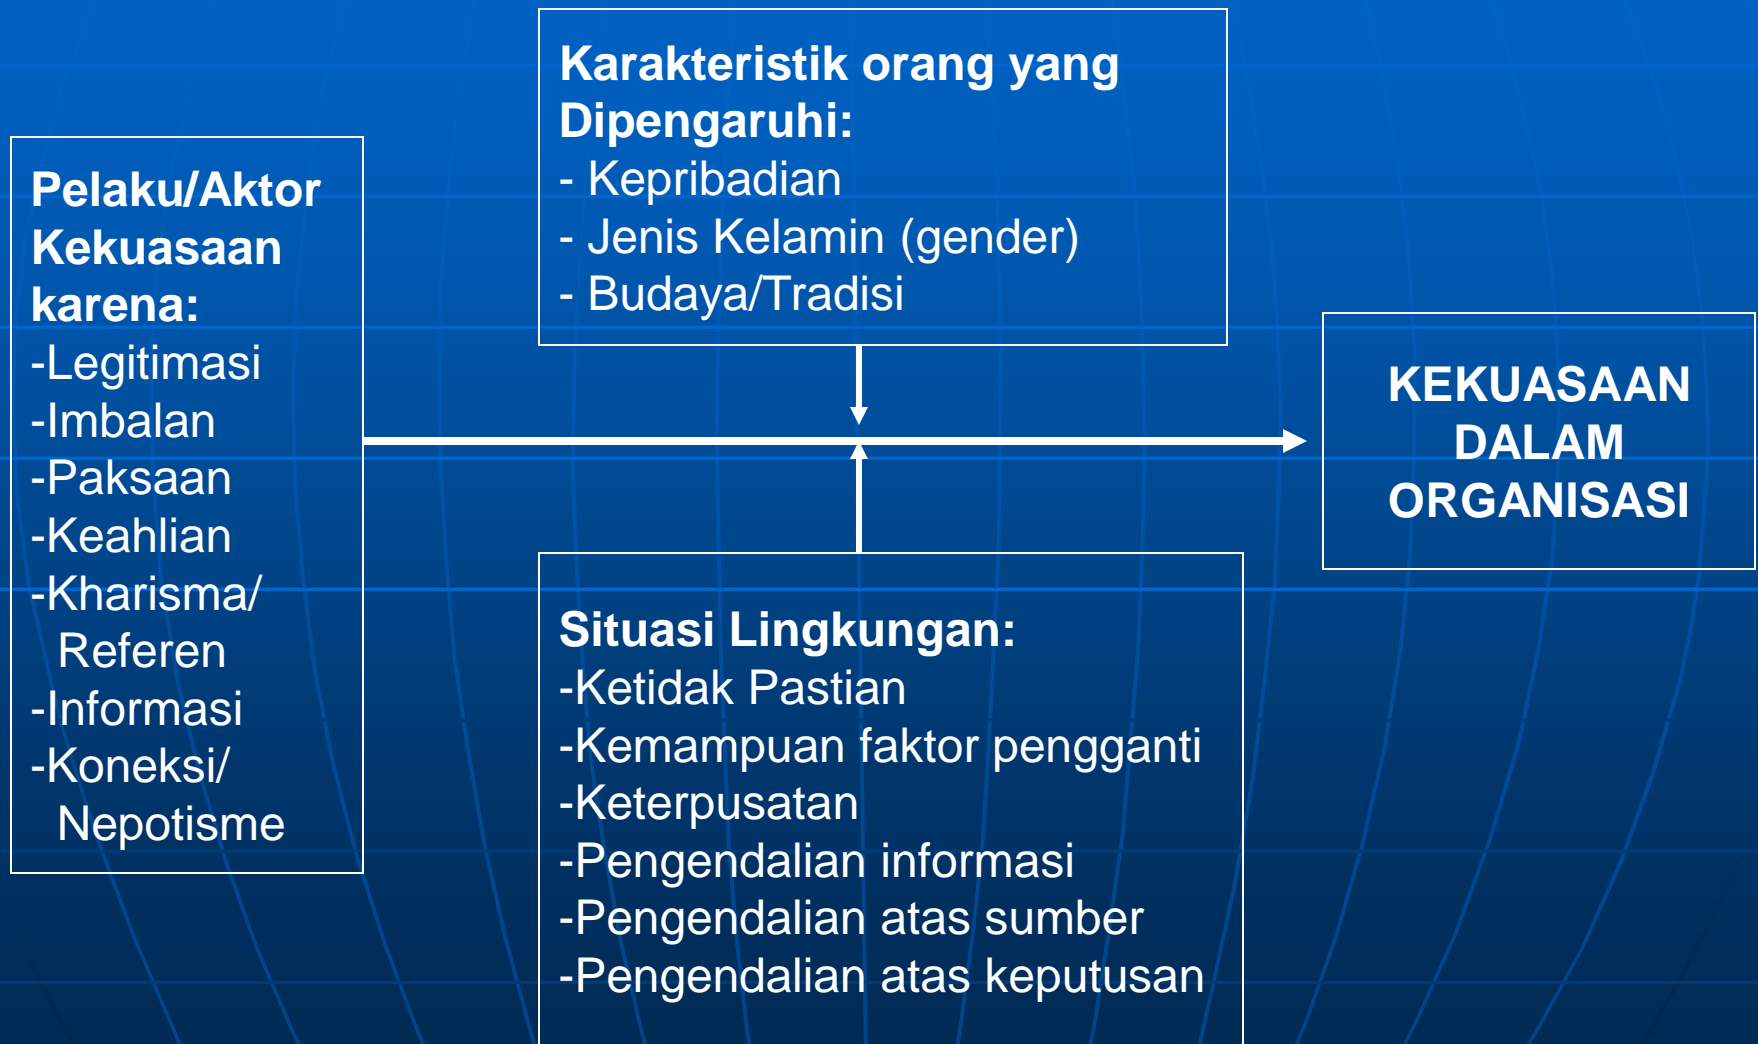 Pelaku/Aktor
Kekuasaan
karena:
-Legitimasi
-Imbalan
-Paksaan
-Keahlian
-Kharisma/
Referen
-Informasi
-Koneksi/
Nepotisme
Karakteristik orang yang
Dipengaruhi:
- Kepribadian
- Jenis Kelamin (gender)
- Budaya/Tradisi
Situasi Lingkungan:
-Ketidak Pastian
-Kemampuan faktor pengganti
-Keterpusatan
-Pengendalian informasi
-Pengendalian atas sumber
-Pengendalian atas keputusan
KEKUASAAN
DALAM
ORGANISASI